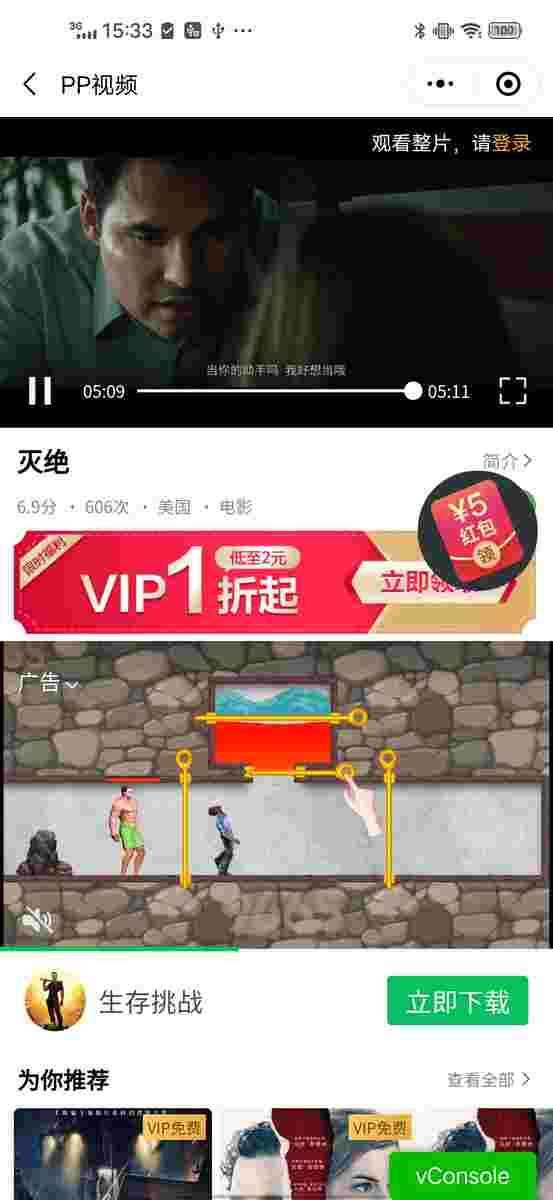 3G 15:33 100
PP视频
观看整片，请登录
当你的助手吗 我好想当哦
05:09 05:11
灭绝
简介
6.9分 · 606次 · 美国 · 电影
限时福利
VIP1折起
低至2元
立即领
¥5
红包
领
广告
生存挑战
立即下载
为你推荐
查看全部
VIP免费
VIP免费
vConsole